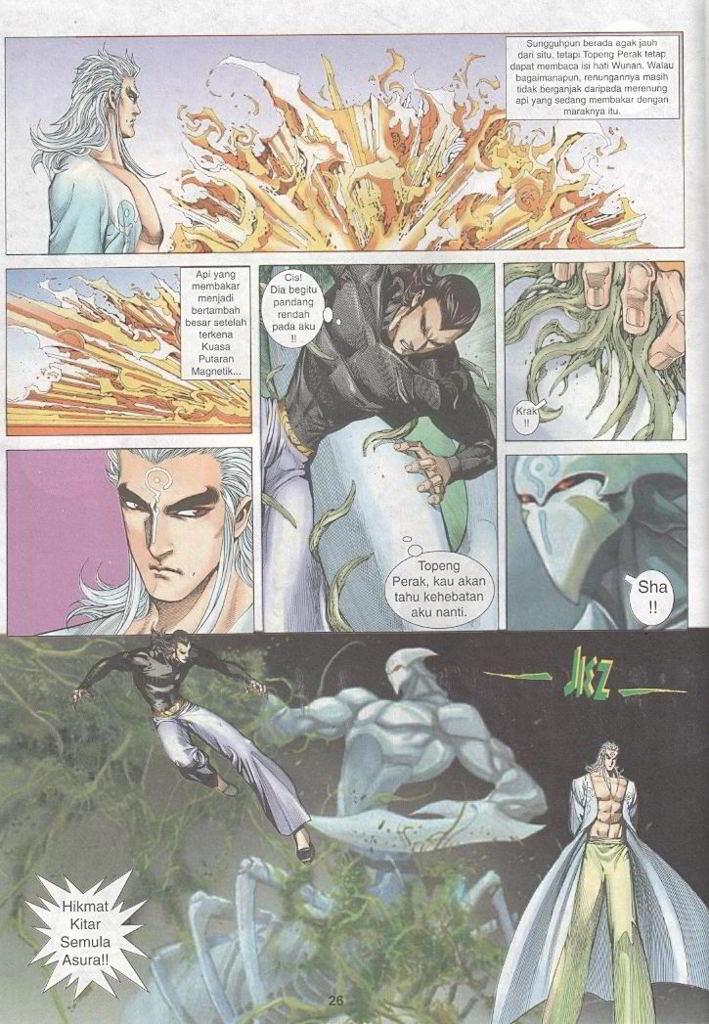 Sungguhpun berada agak jauh
dari situ, tetapi Topeng Perak tetap
dapat membaca isi hati Wunan. Walau
bagaimanapun, renungannya masih
tidak berganjak daripada merenung
api yang sedang membakar dengan
maraknya itu.
Api yang
membakar
menjadi
bertambah
besar setelah
terkena
Kuasa
Putaran
Magnetik...
Cis!
Dia begitu
pandang
rendah
pada aku
!!
Krak
!!
Topeng
Perak, kau akan
tahu kehebatan
aku nanti.
Sha
!!
JIEZ
Hikmat
Kitar
Semula
Asura!!
26